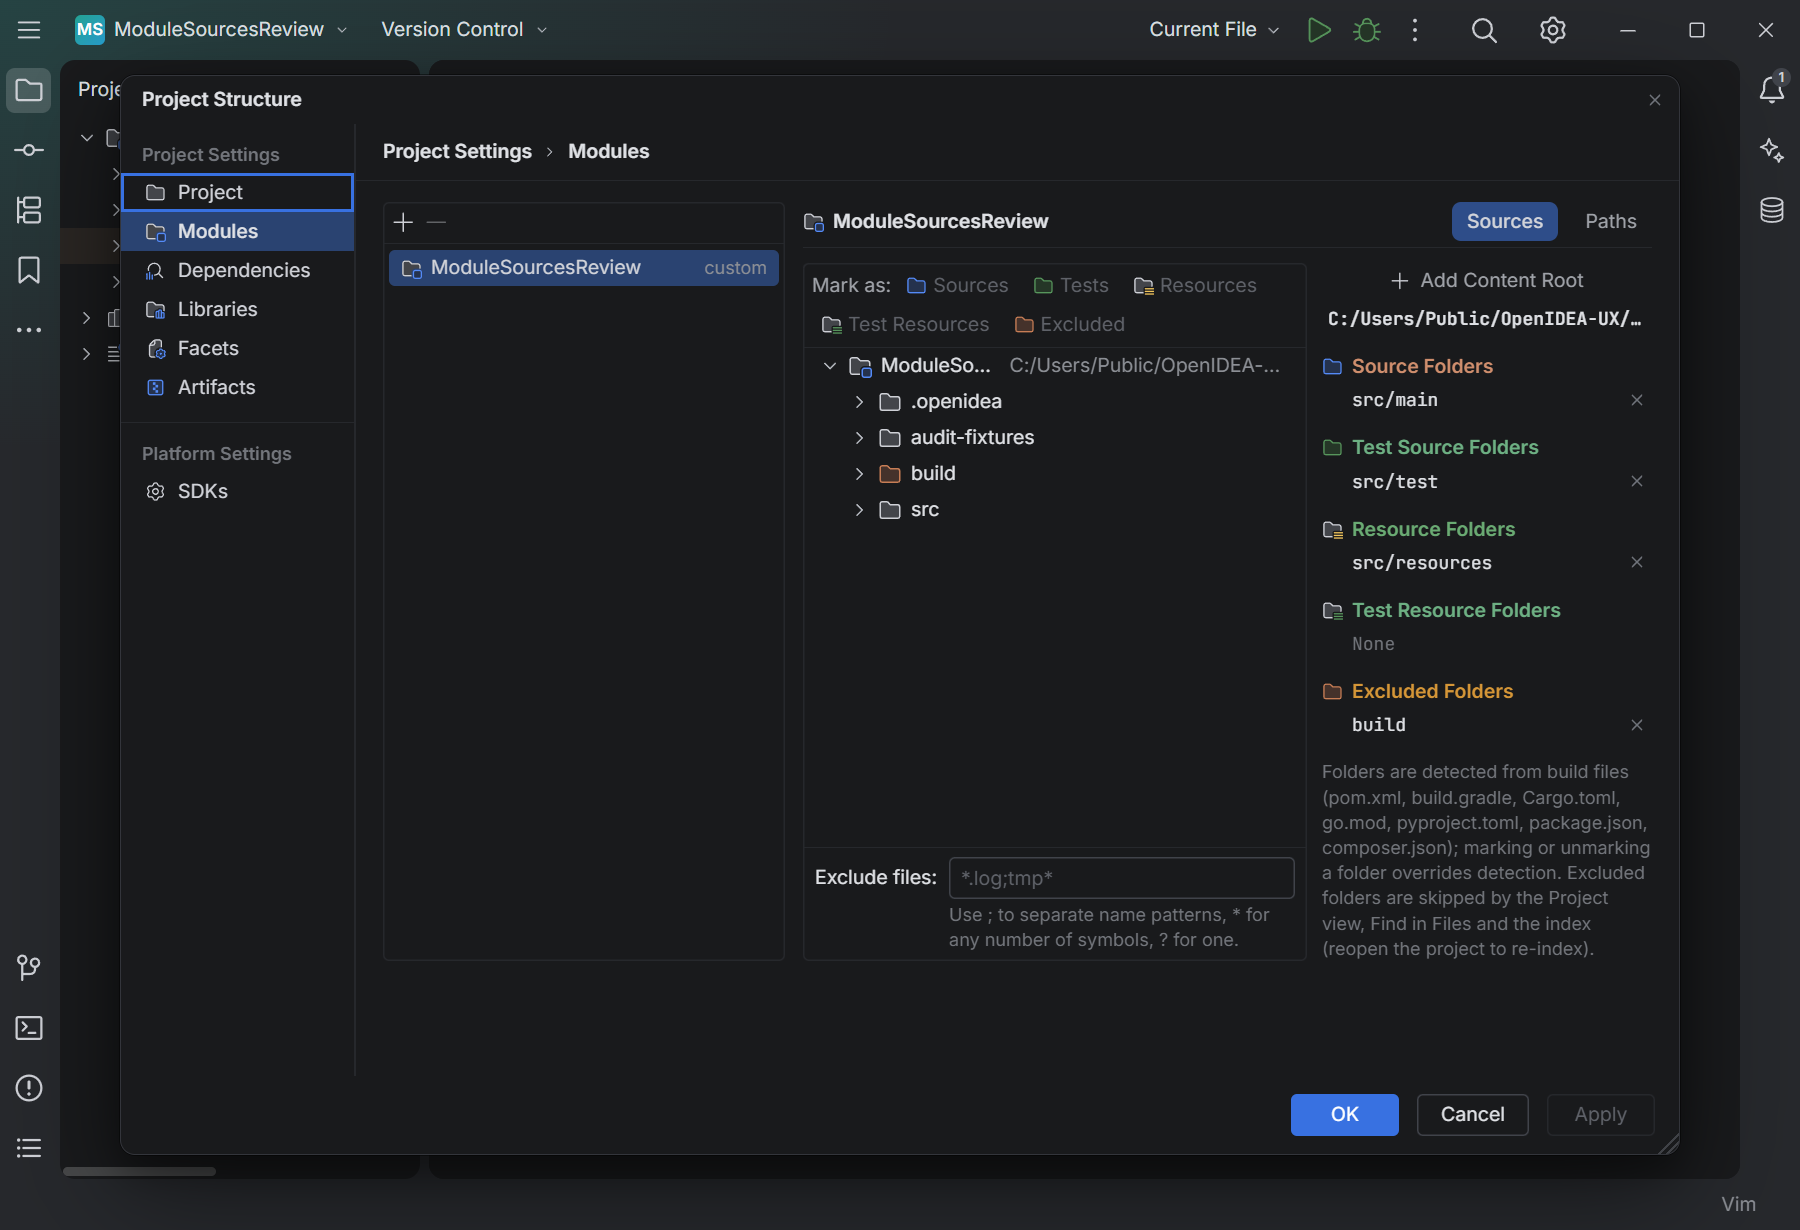 MS ModuleSourcesReview
Version Control
Current File
Project Structure
Project Settings
Project
Modules
Dependencies
Libraries
Facets
Artifacts
Platform Settings
SDKs
Project Settings › Modules
ModuleSourcesReview custom
ModuleSourcesReview
Sources
Paths
Mark as: Sources Tests Resources
Test Resources Excluded
ModuleSo... C:/Users/Public/OpenIDEA-...
.openidea
audit-fixtures
build
src
Exclude files: *.log;tmp*
Use ; to separate name patterns, * for
any number of symbols, ? for one.
Add Content Root
C:/Users/Public/OpenIDEA-UX/…
Source Folders
src/main
Test Source Folders
src/test
Resource Folders
src/resources
Test Resource Folders
None
Excluded Folders
build
Folders are detected from build files
(pom.xml, build.gradle, Cargo.toml,
go.mod, pyproject.toml, package.json,
composer.json); marking or unmarking
a folder overrides detection. Excluded
folders are skipped by the Project
view, Find in Files and the index
(reopen the project to re-index).
OK
Cancel
Apply
1
Proje
Vim